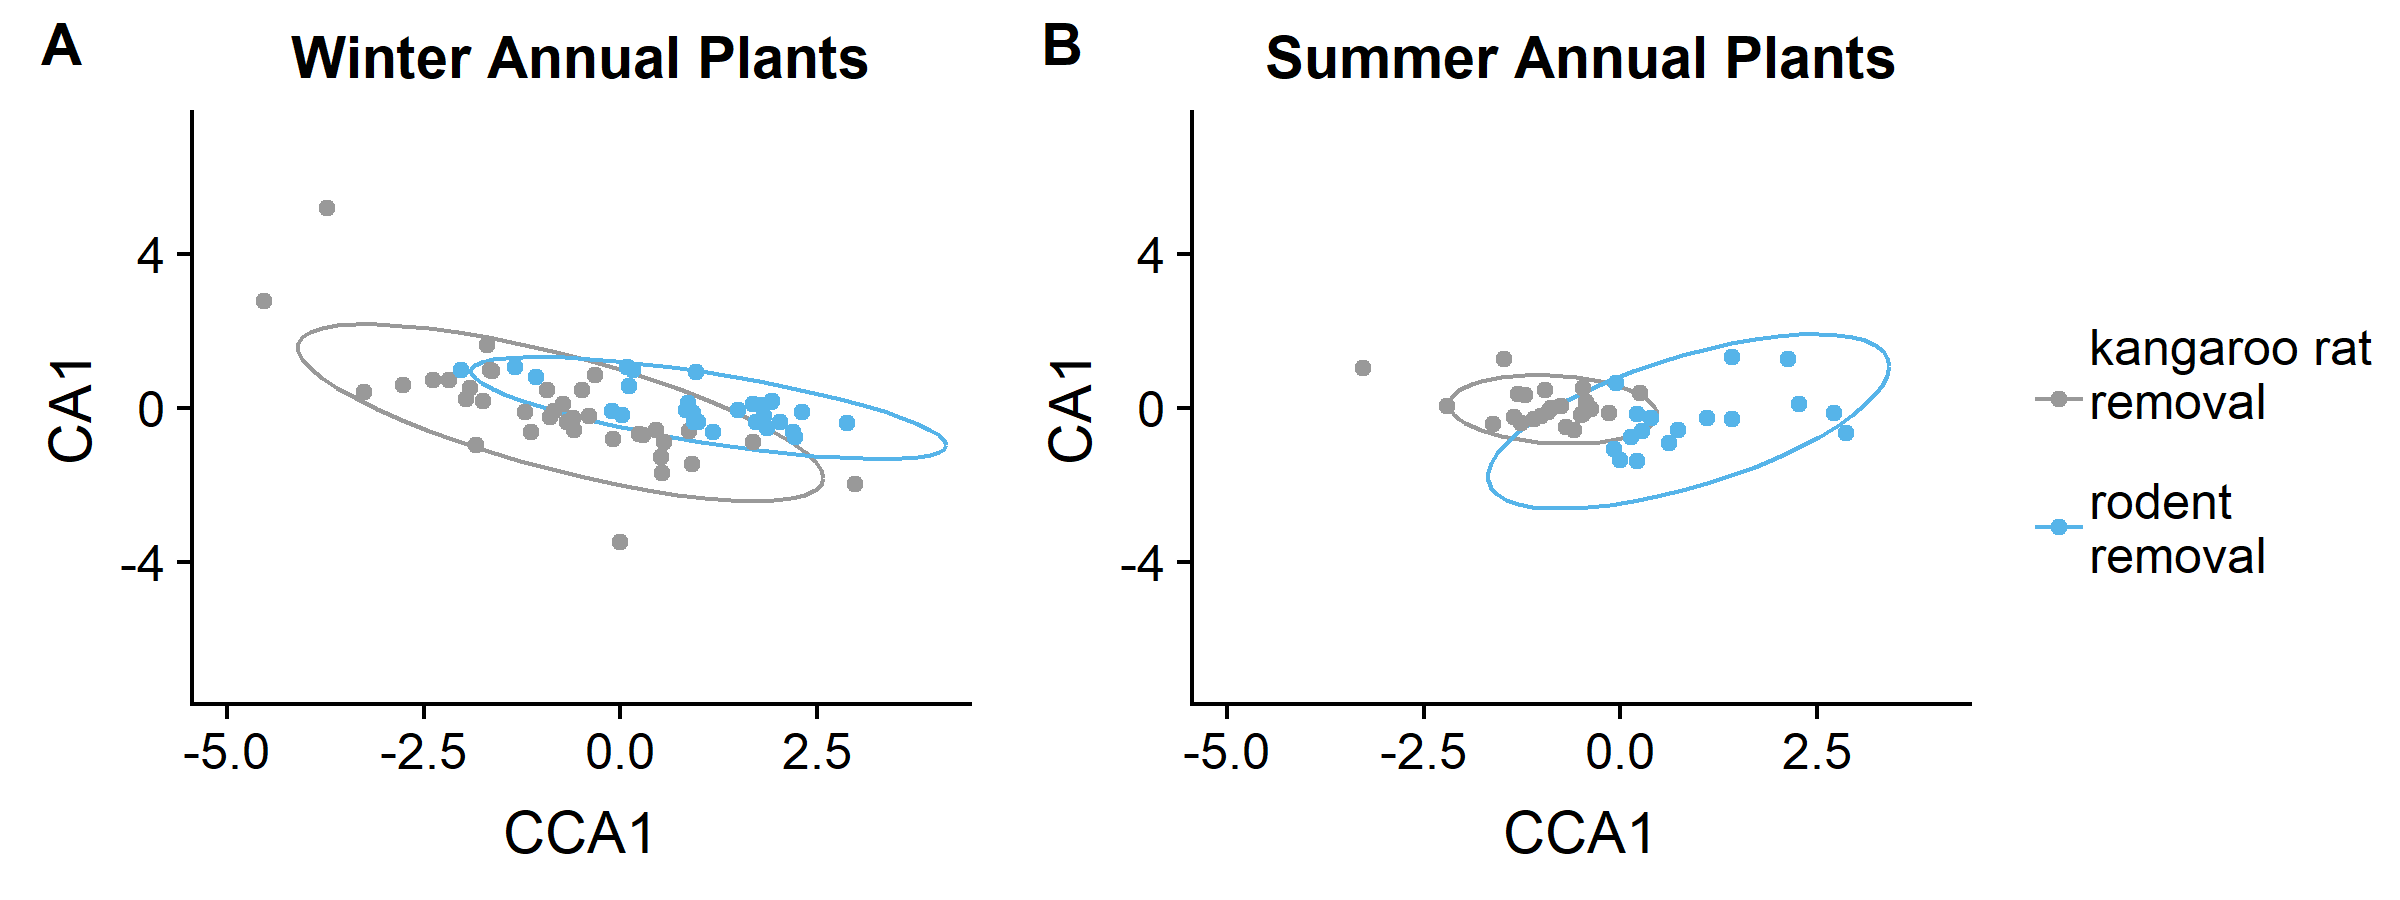 A
Winter Annual Plants
CA1
4
0
-4
-5.0 -2.5 0.0 2.5
CCA1
B
Summer Annual Plants
CA1
4
0
-4
-5.0 -2.5 0.0 2.5
CCA1
kangaroo rat
removal
rodent
removal